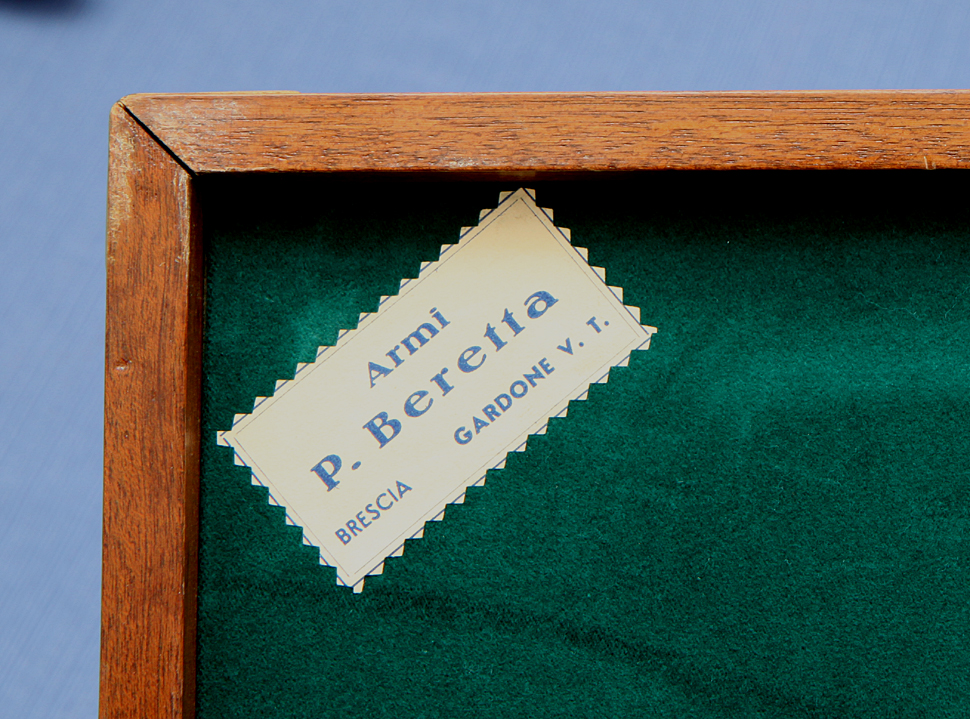 Armi
P. Beretta
BRESCIA GARDONE V. T.